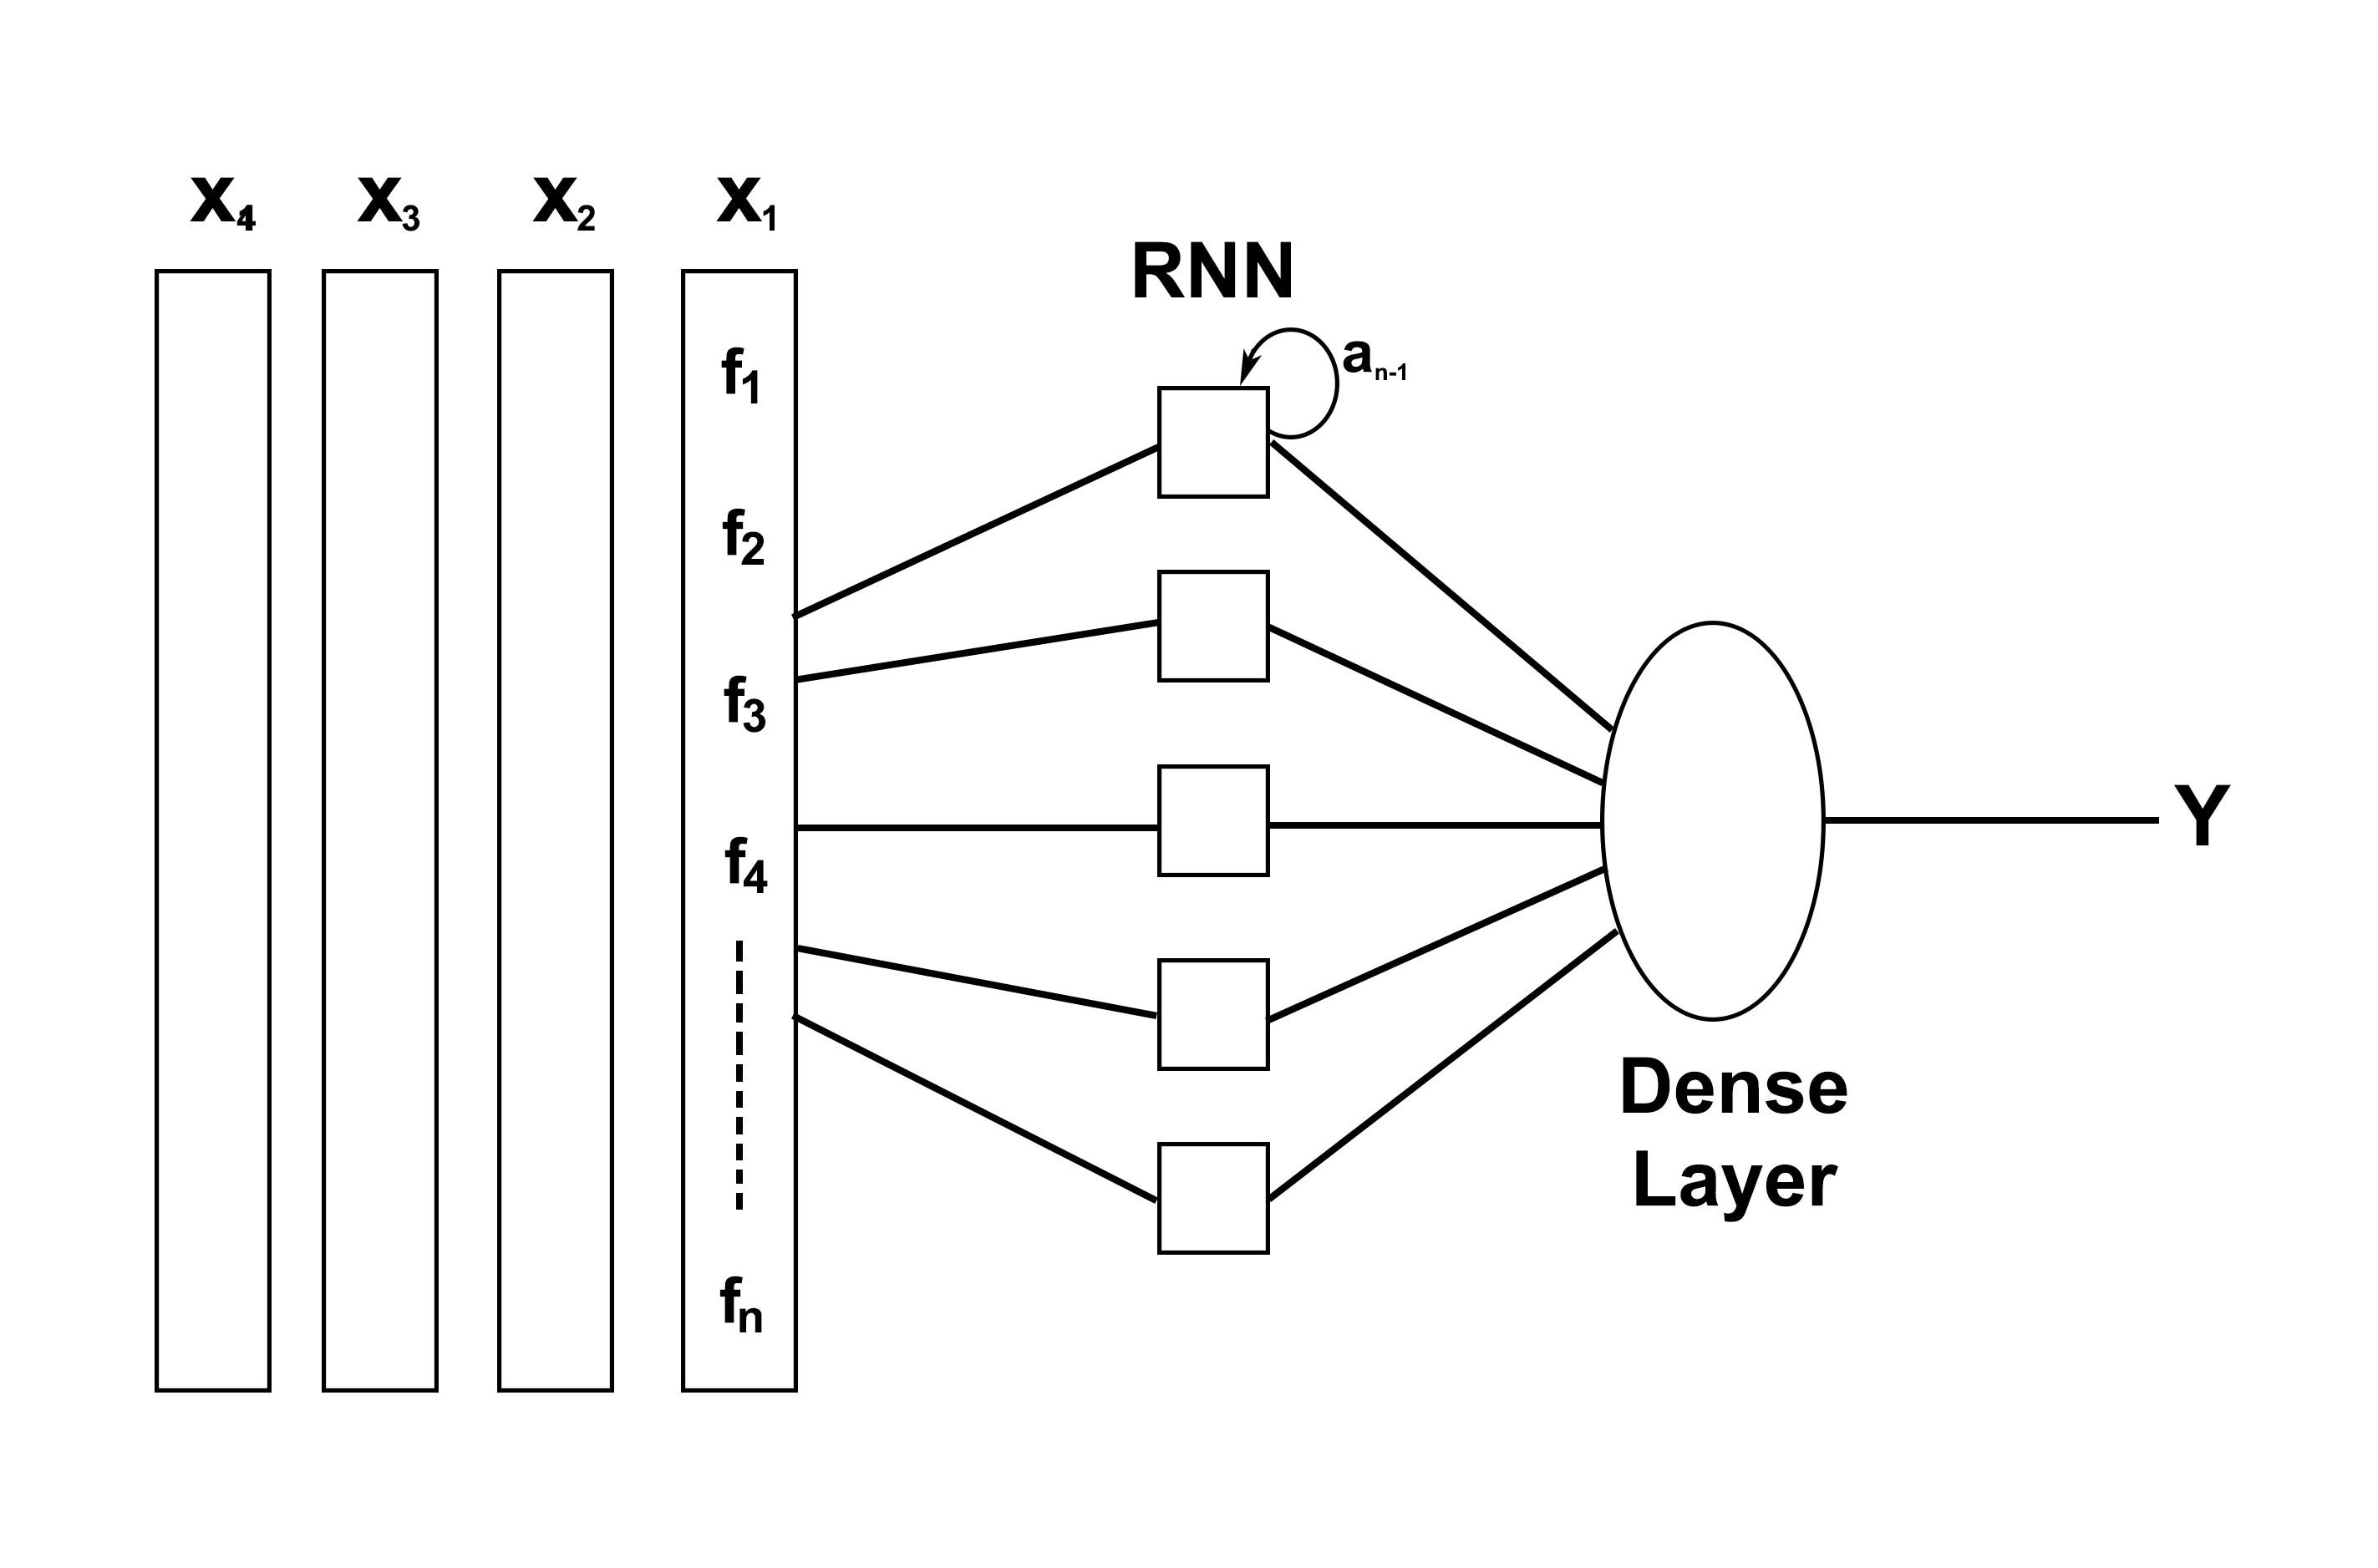 x₄ x₃ x₂ x₁
RNN
aₙ₋₁
f₁
f₂
f₃
f₄
fₙ
Y
Dense
Layer